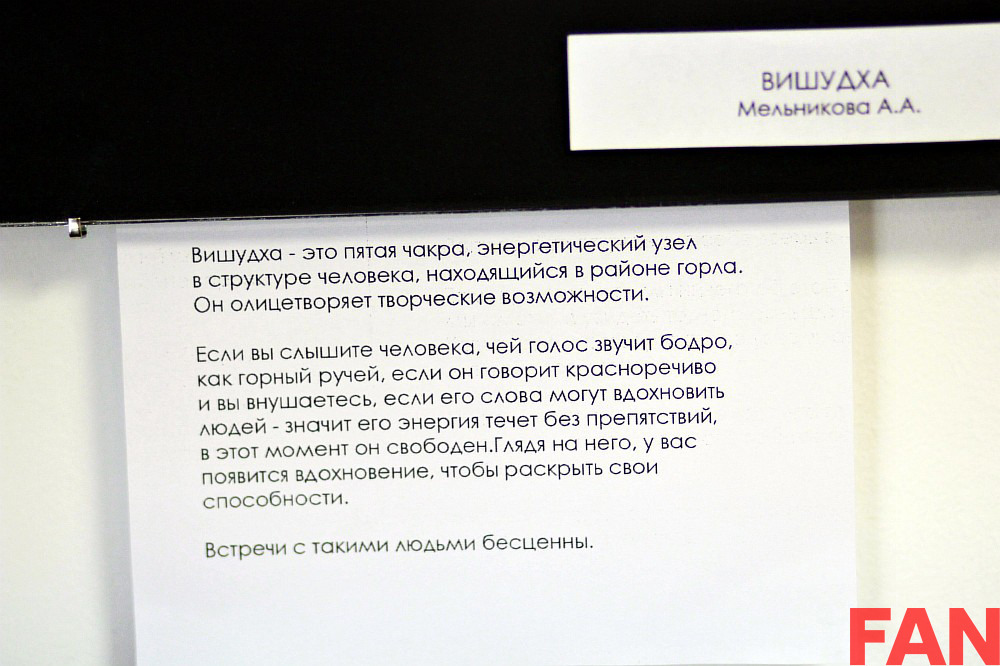 ВИШУДХА
Мельникова А.А.
Вишудха - это пятая чакра, энергетический узел
в структуре человека, находящийся в районе горла.
Он олицетворяет творческие возможности.
Если вы слышите человека, чей голос звучит бодро,
как горный ручей, если он говорит красноречиво
и вы внушаетесь, если его слова могут вдохновить
людей - значит его энергия течет без препятствий,
в этот момент он свободен.Глядя на него, у вас
появится вдохновение, чтобы раскрыть свои
способности.
Встречи с такими людьми бесценны.
FAN